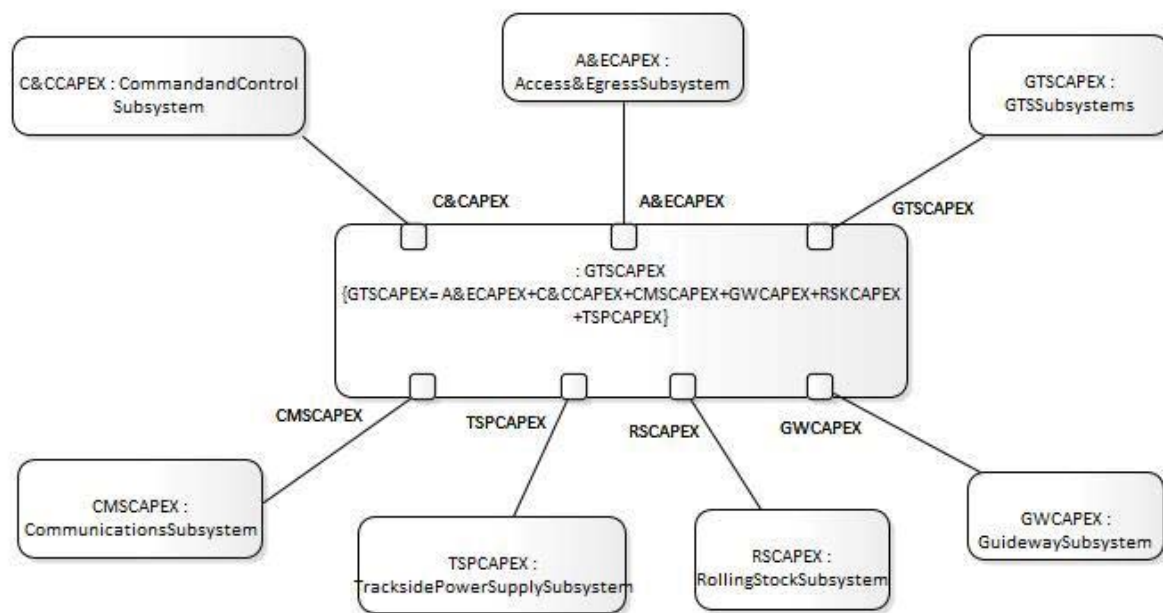 C&CCAPEX : CommandandControl
Subsystem
A&ECAPEX :
Access&EgressSubsystem
GTSCAPEX :
GTSSubsystems
C&CAPEX
A&ECAPEX
GTSCAPEX
: GTSCAPEX
{GTSCAPEX= A&ECAPEX+C&CCAPEX+CMSCAPEX+GWCAPEX+RSKCAPEX
+TSPCAPEX}
CMSCAPEX
TSPCAPEX
RSCAPEX
GWCAPEX
CMSCAPEX :
CommunicationsSubsystem
TSPCAPEX :
TracksidePowerSupplySubsystem
RSCAPEX :
RollingStockSubsystem
GWCAPEX :
GuidewaySubsystem